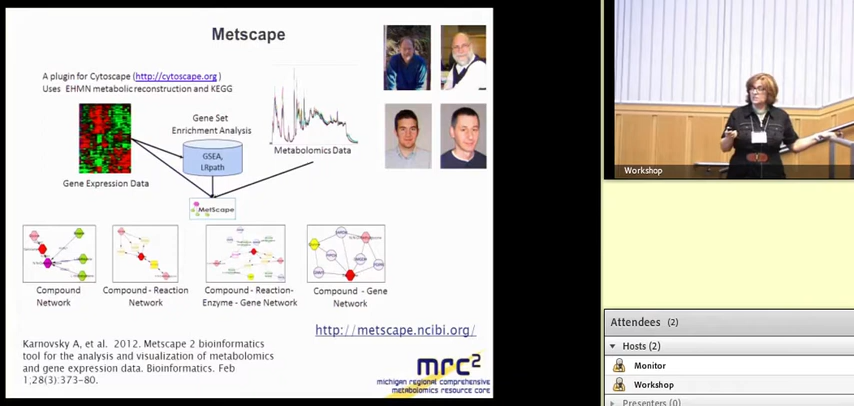 Metscape
A plugin for Cytoscape (http://cytoscape.org )
Uses EHMN metabolic reconstruction and KEGG
Gene Set
Enrichment Analysis
GSEA,
LRpath
Metabolomics Data
Gene Expression Data
MetScape
Compound
Network
Compound - Reaction
Network
Compound - Reaction-
Enzyme - Gene Network
Compound - Gene
Network
http://metscape.ncibi.org/
Karnovsky A, et al. 2012. Metscape 2 bioinformatics
tool for the analysis and visualization of metabolomics
and gene expression data. Bioinformatics. Feb
1;28(3):373-80.
mrc2
michigan regional comprehensive
metabolomics resource core
Workshop
Attendees (2)
Hosts (2)
Monitor
Workshop
Presenters (0)